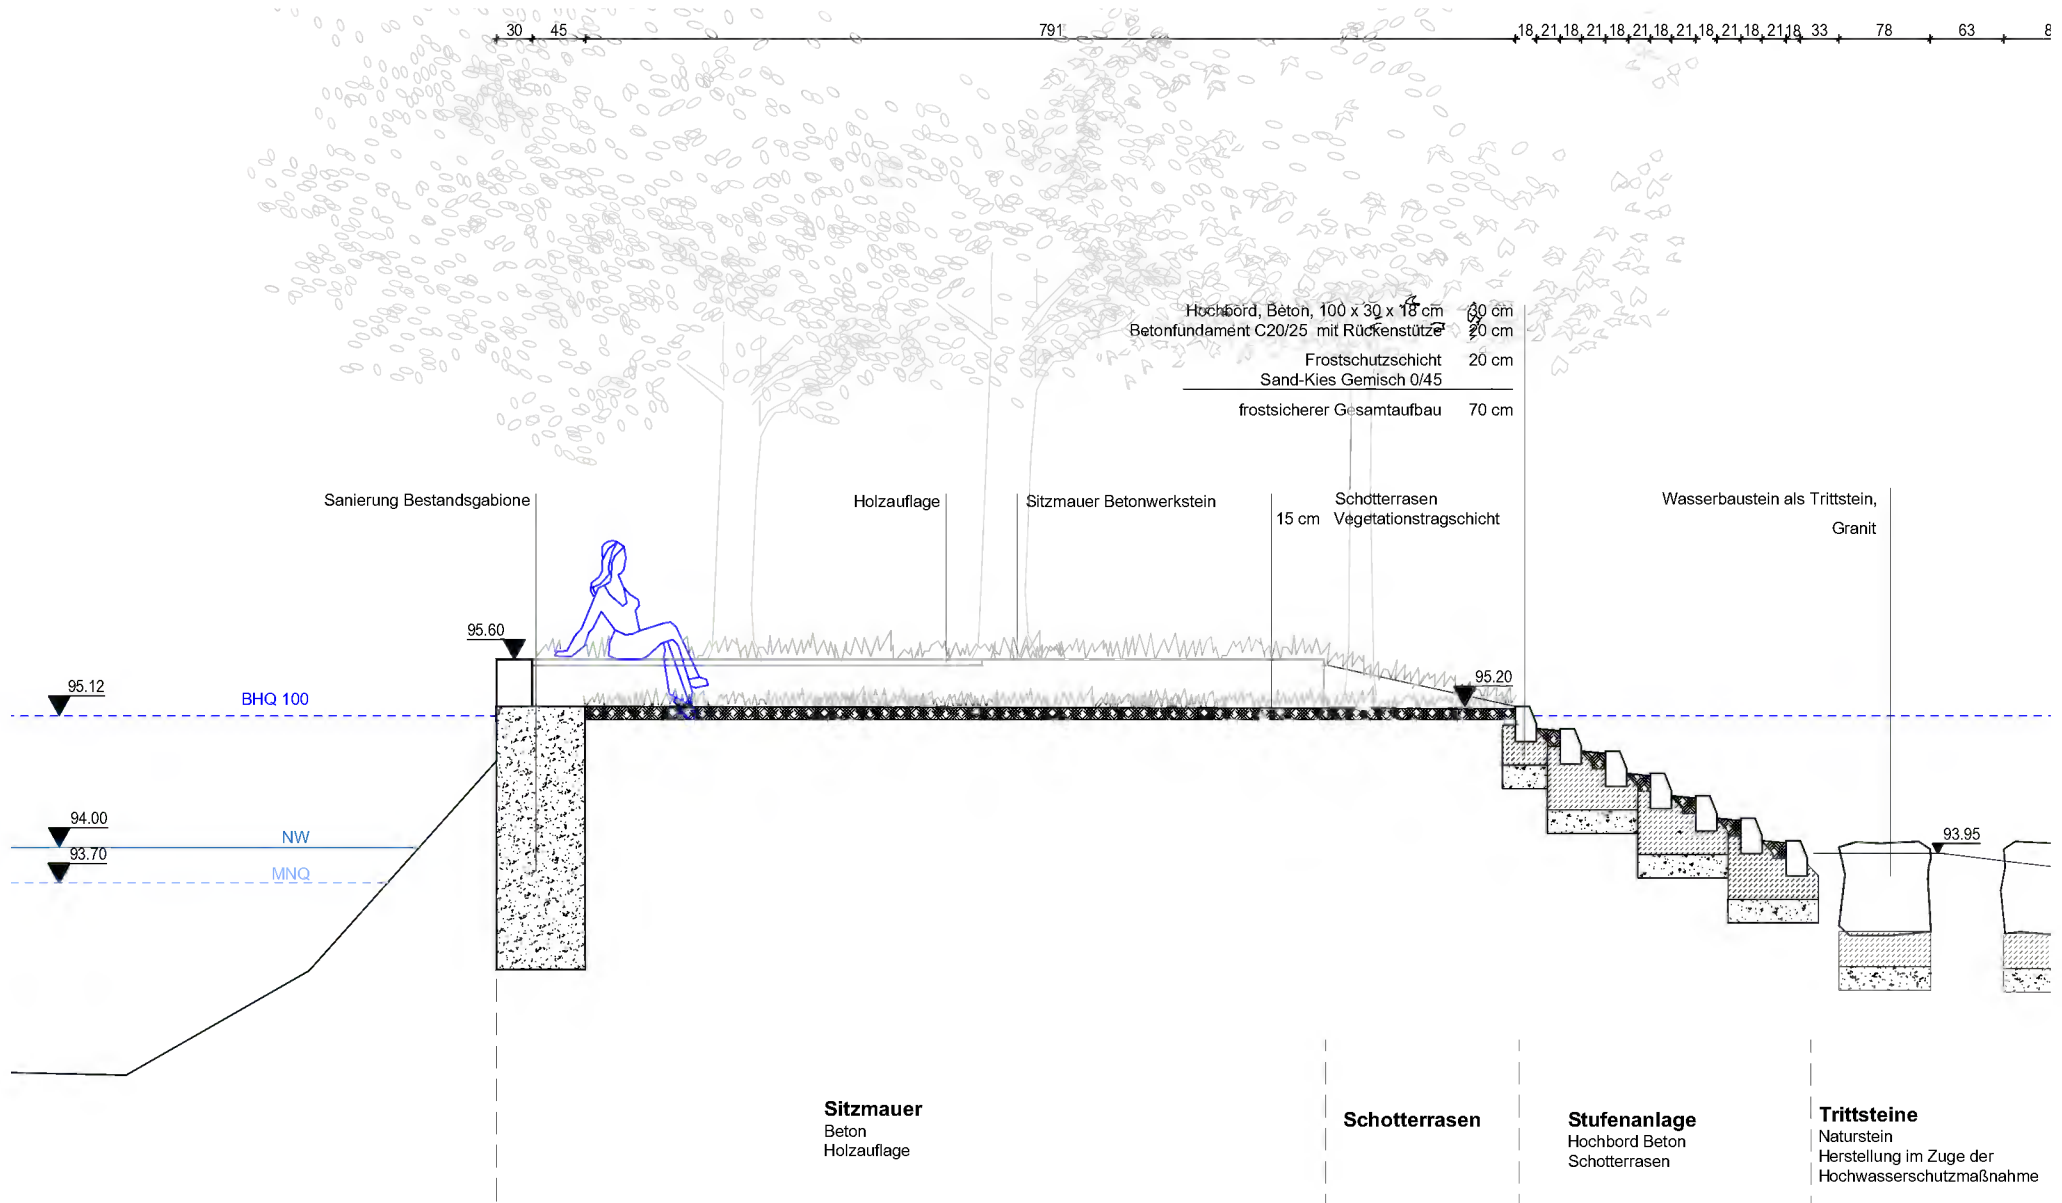 30 45 791 18 21 18 21 18 21 18 21 18 21 18 21 18 33 78 63 8
Hochbord, Beton, 100 x 30 x 18 cm 30 cm
Betonfundament C20/25 mit Rückenstütze 20 cm
Frostschutzschicht 20 cm
Sand-Kies Gemisch 0/45
frostsicherer Gesamtaufbau 70 cm
Sanierung Bestandsgabione
Holzauflage
Sitzmauer Betonwerkstein
Schotterrasen
15 cm Vegetationstragschicht
Wasserbaustein als Trittstein,
Granit
95.60
95.20
95.12
BHQ 100
94.00
NW
93.70
MNQ
93.95
Sitzmauer
Beton
Holzauflage
Schotterrasen
Stufenanlage
Hochbord Beton
Schotterrasen
Trittsteine
Naturstein
Herstellung im Zuge der
Hochwasserschutzmaßnahme